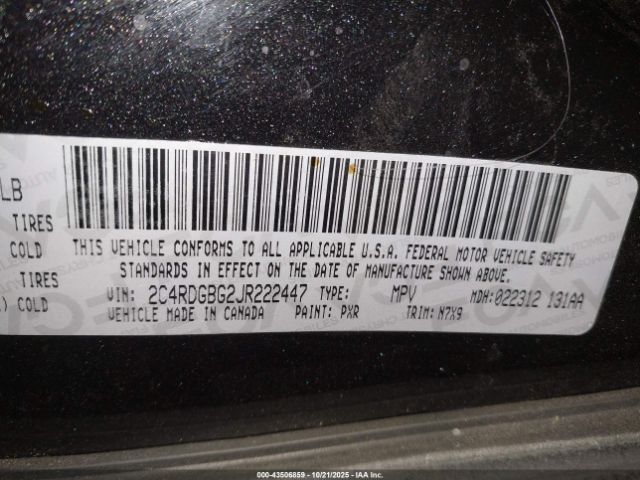 LB
TIRES
COLD
TIRES
) COLD
THIS VEHICLE CONFORMS TO ALL APPLICABLE U.S.A. FEDERAL MOTOR VEHICLE SAFETY
STANDARDS IN EFFECT ON THE DATE OF MANUFACTURE SHOWN ABOVE.
VIN: 2C4RDGBG2JR222447 TYPE: MPV MDH:022312 131AA
VEHICLE MADE IN CANADA PAINT: PXR TRIM: N7X9
000-43506859 | 10/21/2025 | IAA Inc.